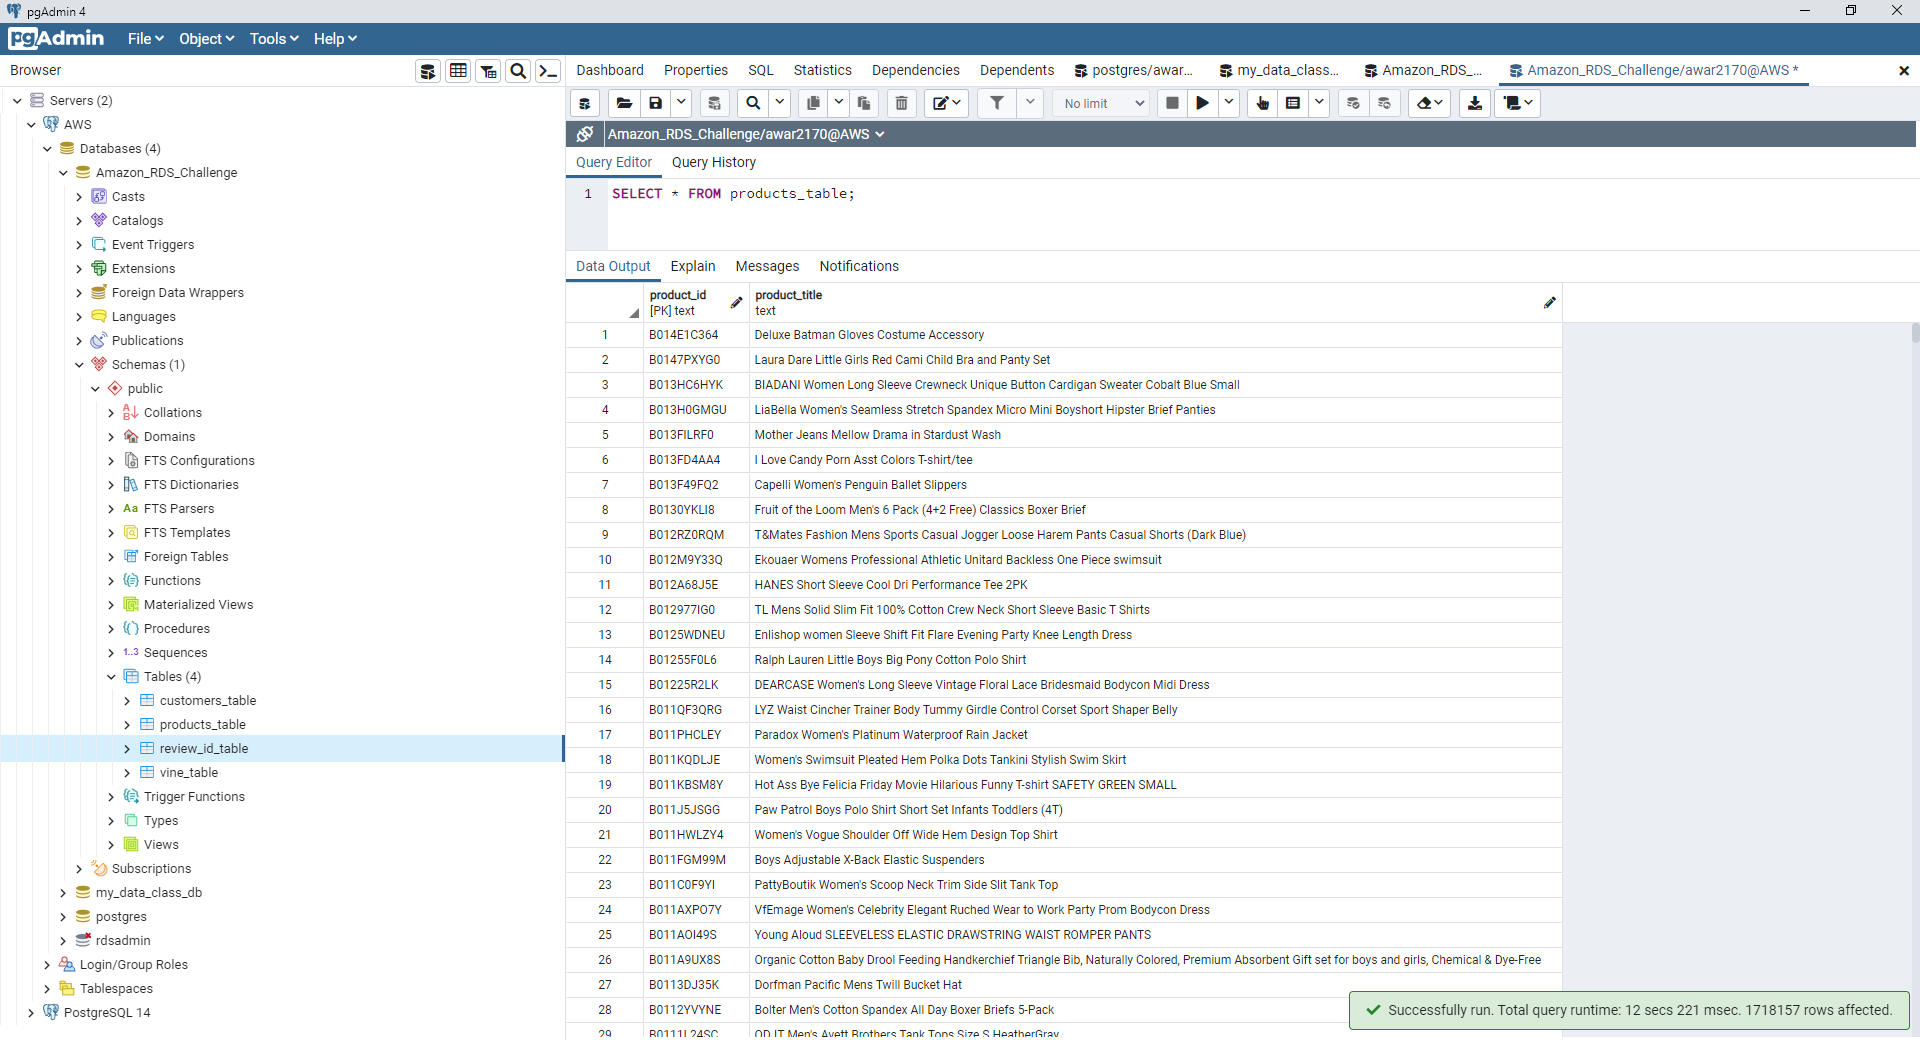 pgAdmin 4
pgAdmin File Object Tools Help
Browser
Dashboard Properties SQL Statistics Dependencies Dependents postgres/awar... my_data_class... Amazon_RDS_... Amazon_RDS_Challenge/awar2170@AWS *
No limit
Amazon_RDS_Challenge/awar2170@AWS
Query Editor Query History
1 SELECT * FROM products_table;
Data Output Explain Messages Notifications
Servers (2)
AWS
Databases (4)
Amazon_RDS_Challenge
Casts
Catalogs
Event Triggers
Extensions
Foreign Data Wrappers
Languages
Publications
Schemas (1)
public
Collations
Domains
FTS Configurations
FTS Dictionaries
Aa FTS Parsers
FTS Templates
Foreign Tables
Functions
Materialized Views
Procedures
1..3 Sequences
Tables (4)
customers_table
products_table
review_id_table
vine_table
Trigger Functions
Types
Views
Subscriptions
my_data_class_db
postgres
rdsadmin
Login/Group Roles
Tablespaces
PostgreSQL 14
product_id product_title
[PK] text text
1 B014E1C364 Deluxe Batman Gloves Costume Accessory
2 B0147PXYG0 Laura Dare Little Girls Red Cami Child Bra and Panty Set
3 B013HC6HYK BIADANI Women Long Sleeve Crewneck Unique Button Cardigan Sweater Cobalt Blue Small
4 B013H0GMGU LiaBella Women's Seamless Stretch Spandex Micro Mini Boyshort Hipster Brief Panties
5 B013FILRF0 Mother Jeans Mellow Drama in Stardust Wash
6 B013FD4AA4 I Love Candy Porn Asst Colors T-shirt/tee
7 B013F49FQ2 Capelli Women's Penguin Ballet Slippers
8 B0130YKLI8 Fruit of the Loom Men's 6 Pack (4+2 Free) Classics Boxer Brief
9 B012RZ0RQM T&Mates Fashion Mens Sports Casual Jogger Loose Harem Pants Casual Shorts (Dark Blue)
10 B012M9Y33Q Ekouaer Womens Professional Athletic Unitard Backless One Piece swimsuit
11 B012A68J5E HANES Short Sleeve Cool Dri Performance Tee 2PK
12 B012977IG0 TL Mens Solid Slim Fit 100% Cotton Crew Neck Short Sleeve Basic T Shirts
13 B0125WDNEU Enlishop women Sleeve Shift Fit Flare Evening Party Knee Length Dress
14 B01255F0L6 Ralph Lauren Little Boys Big Pony Cotton Polo Shirt
15 B01225R2LK DEARCASE Women's Long Sleeve Vintage Floral Lace Bridesmaid Bodycon Midi Dress
16 B011QF3QRG LYZ Waist Cincher Trainer Body Tummy Girdle Control Corset Sport Shaper Belly
17 B011PHCLEY Paradox Women's Platinum Waterproof Rain Jacket
18 B011KQDLJE Women's Swimsuit Pleated Hem Polka Dots Tankini Stylish Swim Skirt
19 B011KBSM8Y Hot Ass Bye Felicia Friday Movie Hilarious Funny T-shirt SAFETY GREEN SMALL
20 B011J5JSGG Paw Patrol Boys Polo Shirt Short Set Infants Toddlers (4T)
21 B011HWLZY4 Women's Vogue Shoulder Off Wide Hem Design Top Shirt
22 B011FGM99M Boys Adjustable X-Back Elastic Suspenders
23 B011C0F9YI PattyBoutik Women's Scoop Neck Trim Side Slit Tank Top
24 B011AXPO7Y VfEmage Women's Celebrity Elegant Ruched Wear to Work Party Prom Bodycon Dress
25 B011AOI49S Young Aloud SLEEVELESS ELASTIC DRAWSTRING WAIST ROMPER PANTS
26 B011A9UX8S Organic Cotton Baby Drool Feeding Handkerchief Triangle Bib, Naturally Colored, Premium Absorbent Gift set for boys and girls, Chemical & Dye-Free
27 B0113DJ35K Dorfman Pacific Mens Twill Bucket Hat
28 B0112YVYNE Bolter Men's Cotton Spandex All Day Boxer Briefs 5-Pack
29 B0111L24SC Men's Avett Brothers Tank Tops Size S HeatherGray
Successfully run. Total query runtime: 12 secs 221 msec. 1718157 rows affected.